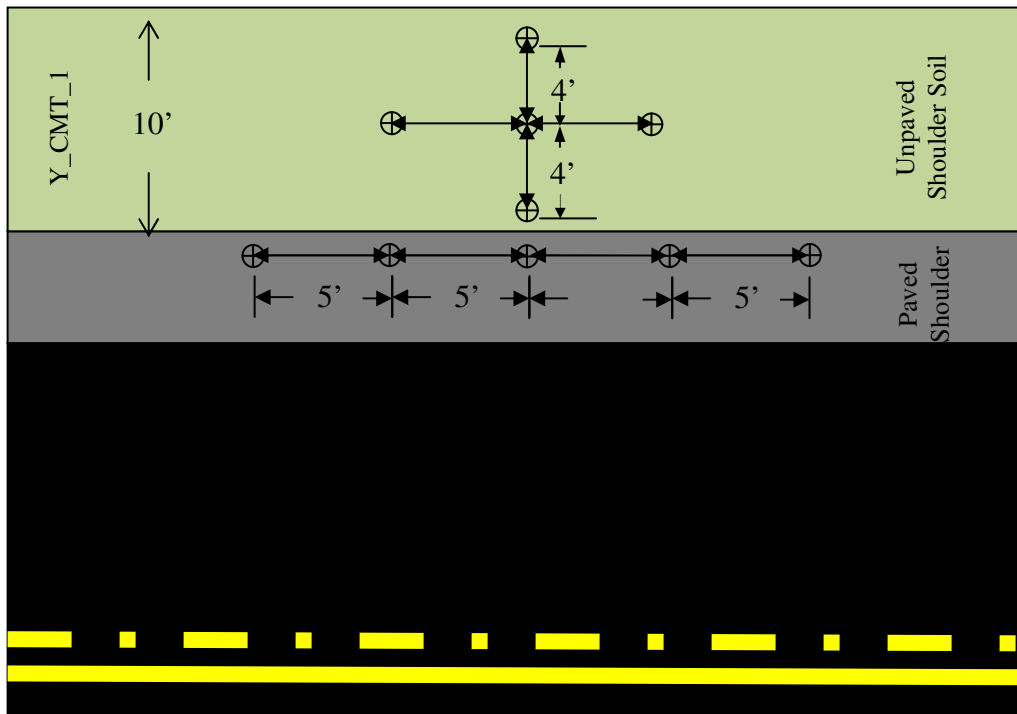 Y_CMT_1
10’
4’
4’
Unpaved
Shoulder Soil
5’
5’
5’
Paved
Shoulder